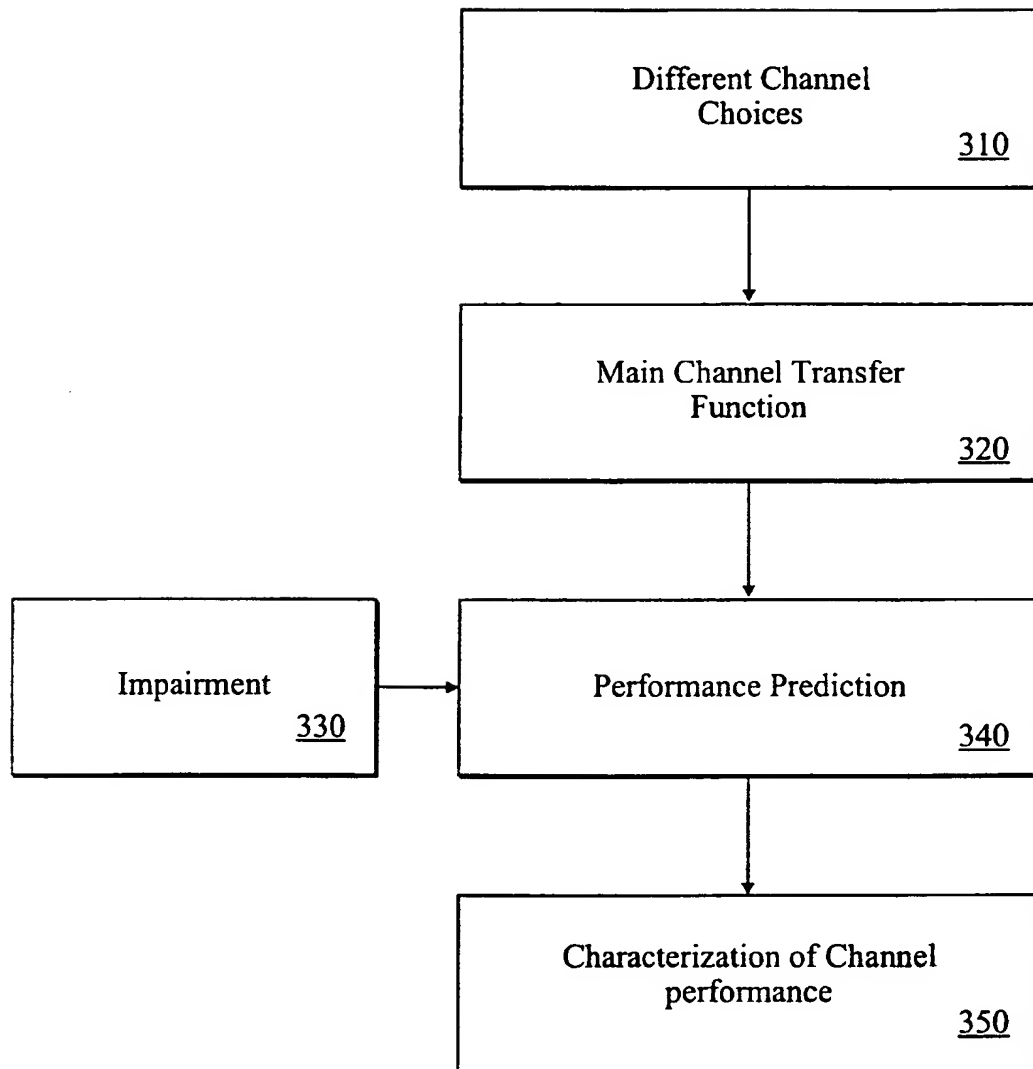 Different Channel
Choices
310
Main Channel Transfer
Function
320
Impairment
330
Performance Prediction
340
Characterization of Channel
performance
350